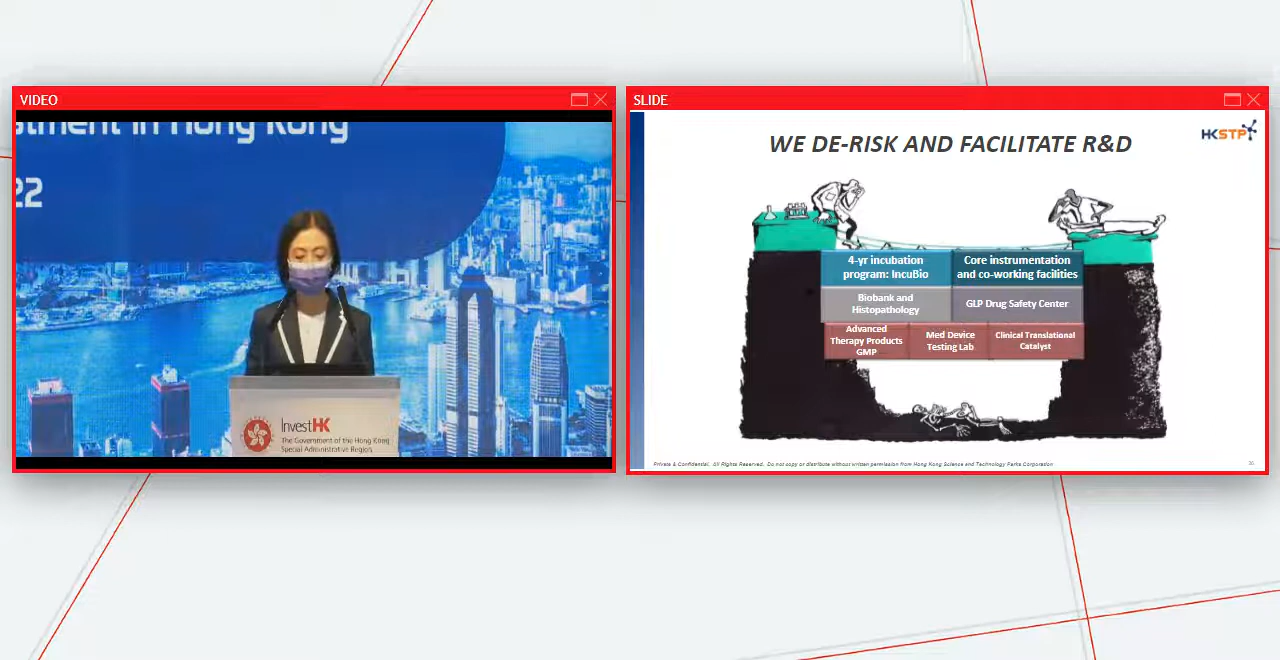 VIDEO
stment in Hong Kong
22
InvestHK
The Government of the Hong Kong
Special Administrative Region
SLIDE
WE DE-RISK AND FACILITATE R&D
HKSTP
4-yr incubation
program: IncuBio
Core instrumentation
and co-working facilities
Biobank and
Histopathology
GLP Drug Safety Center
Advanced
Therapy Products
GMP
Med Device
Testing Lab
Clinical Translational
Catalyst
Private & Confidential. All Rights Reserved. Do not copy or distribute without written permission from Hong Kong Science and Technology Parks Corporation